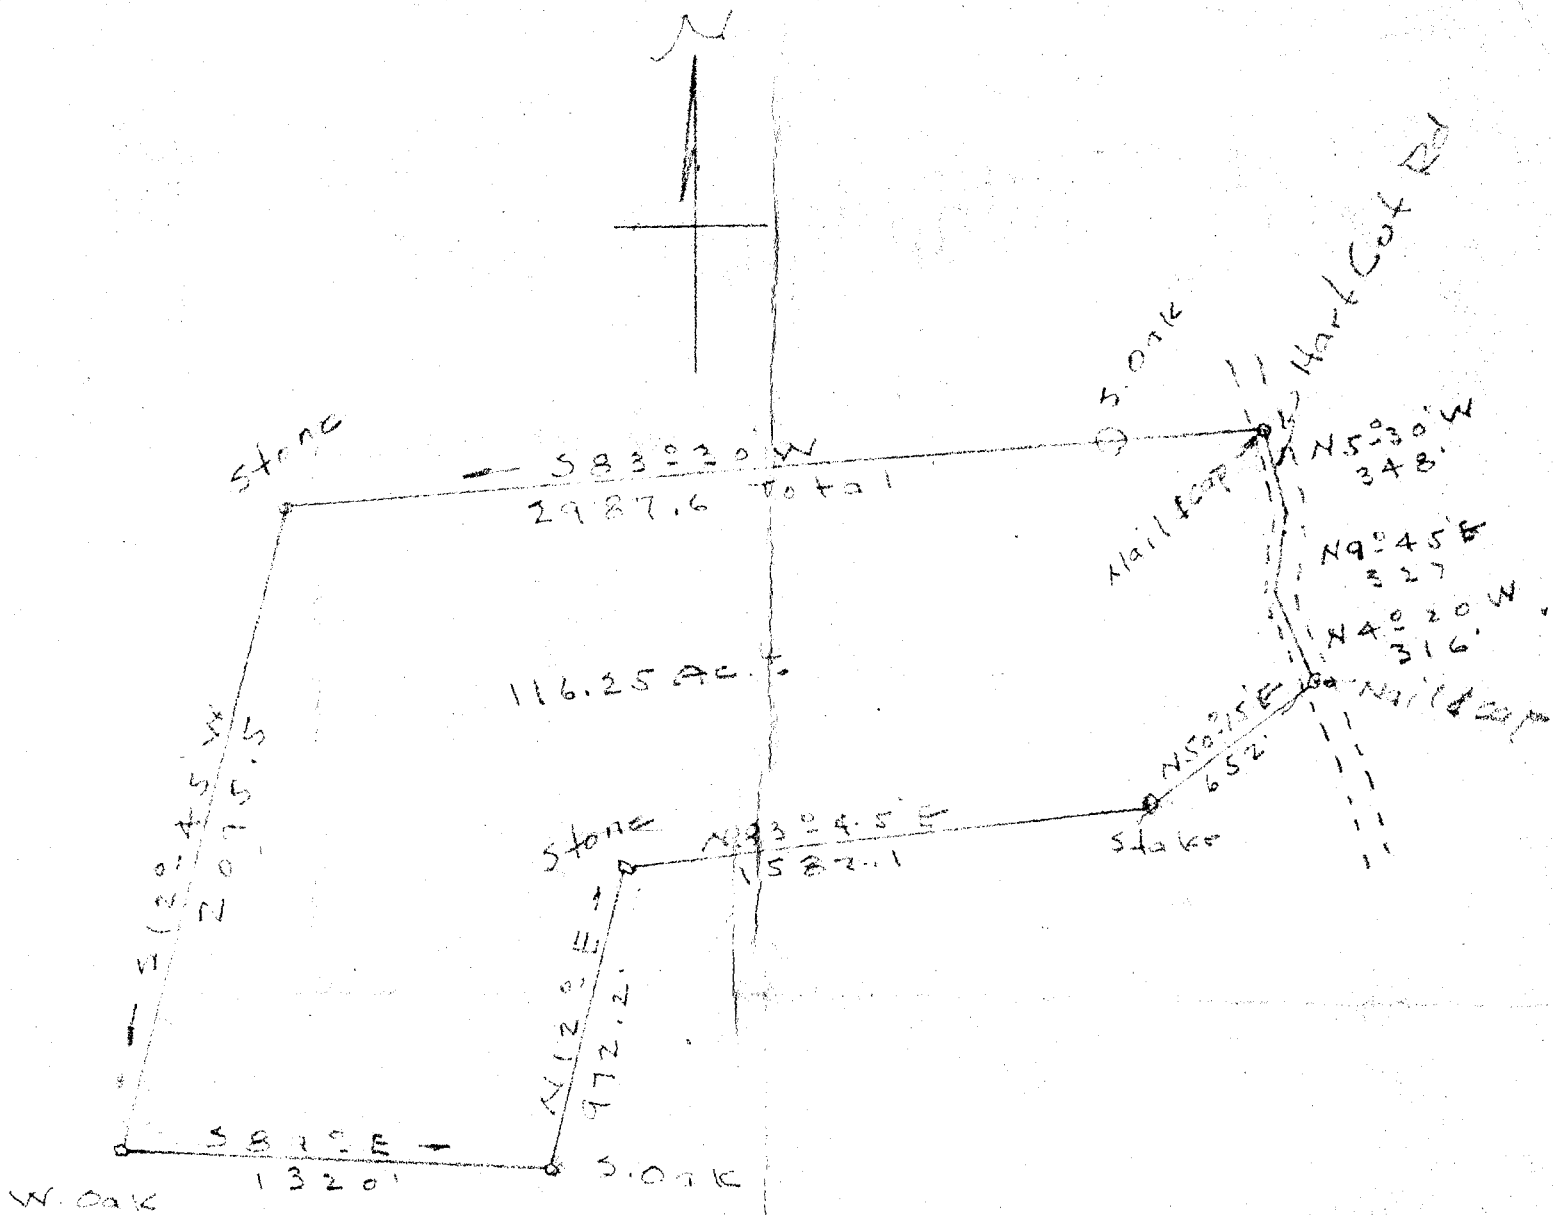 N
Hart Cox Rd
S. Oak
Stone
S 83° 30' W
2987.6 Total
Nail & cap
N 5° 30' W
348'
N 9° 45' E
327
N 4° 20' W.
316'
116.25 Ac. ±
Nail & cap
N 50° 15' E
652'
S 12° 45' W
2075.5
Stone
N 83° 45' E
1582.1
Stake
N 12° E
972.2'
S 87° E
1320'
S. Oak
W. Oak